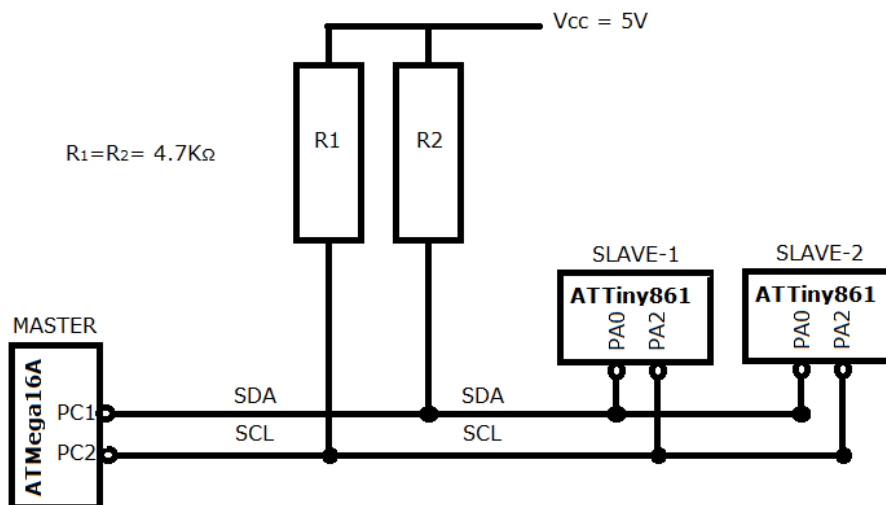 Vcc = 5V
R1=R2= 4.7KΩ
R1
R2
SLAVE-1
SLAVE-2
ATTiny861
ATTiny861
PA0
PA2
PA0
PA2
MASTER
ATMega16A
PC1
PC2
SDA
SDA
SCL
SCL